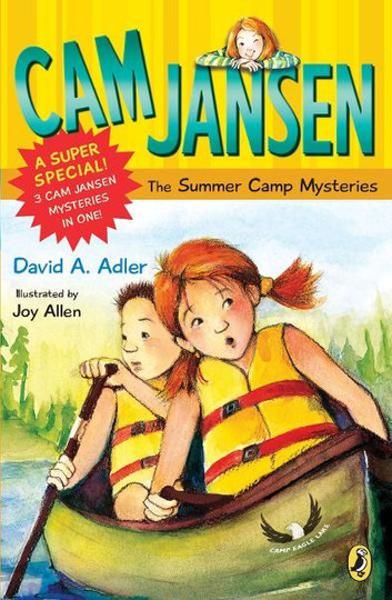 CAM
JANSEN
A SUPER
SPECIAL!
3 CAM JANSEN
MYSTERIES
IN ONE!
The Summer Camp Mysteries
David A. Adler
Illustrated by
Joy Allen
CAMP EAGLE LAKE